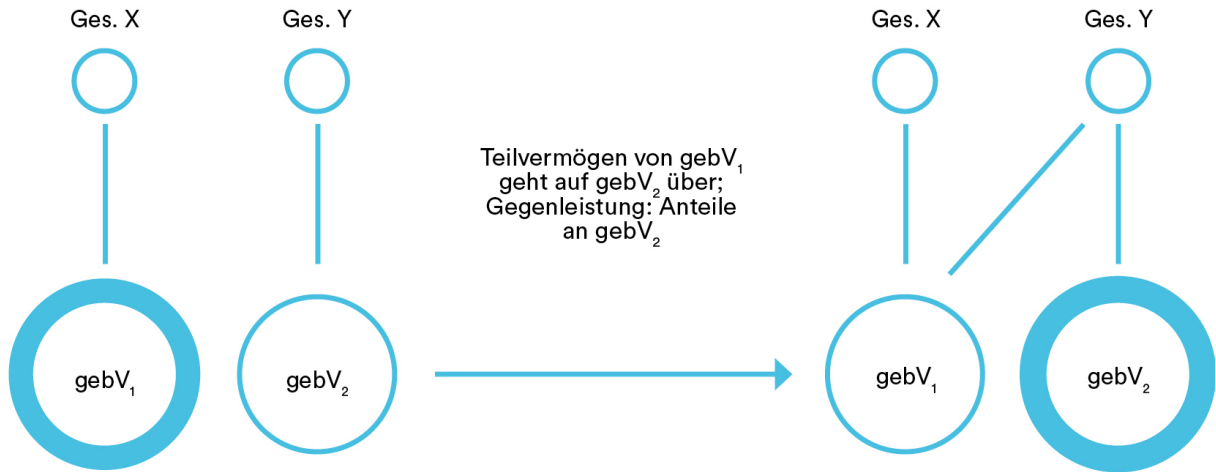 Ges. X
Ges. Y
Ges. X
Ges. Y
Teilvermögen von gebV₁
geht auf gebV₂ über;
Gegenleistung: Anteile
an gebV₂
gebV₁
gebV₂
gebV₁
gebV₂